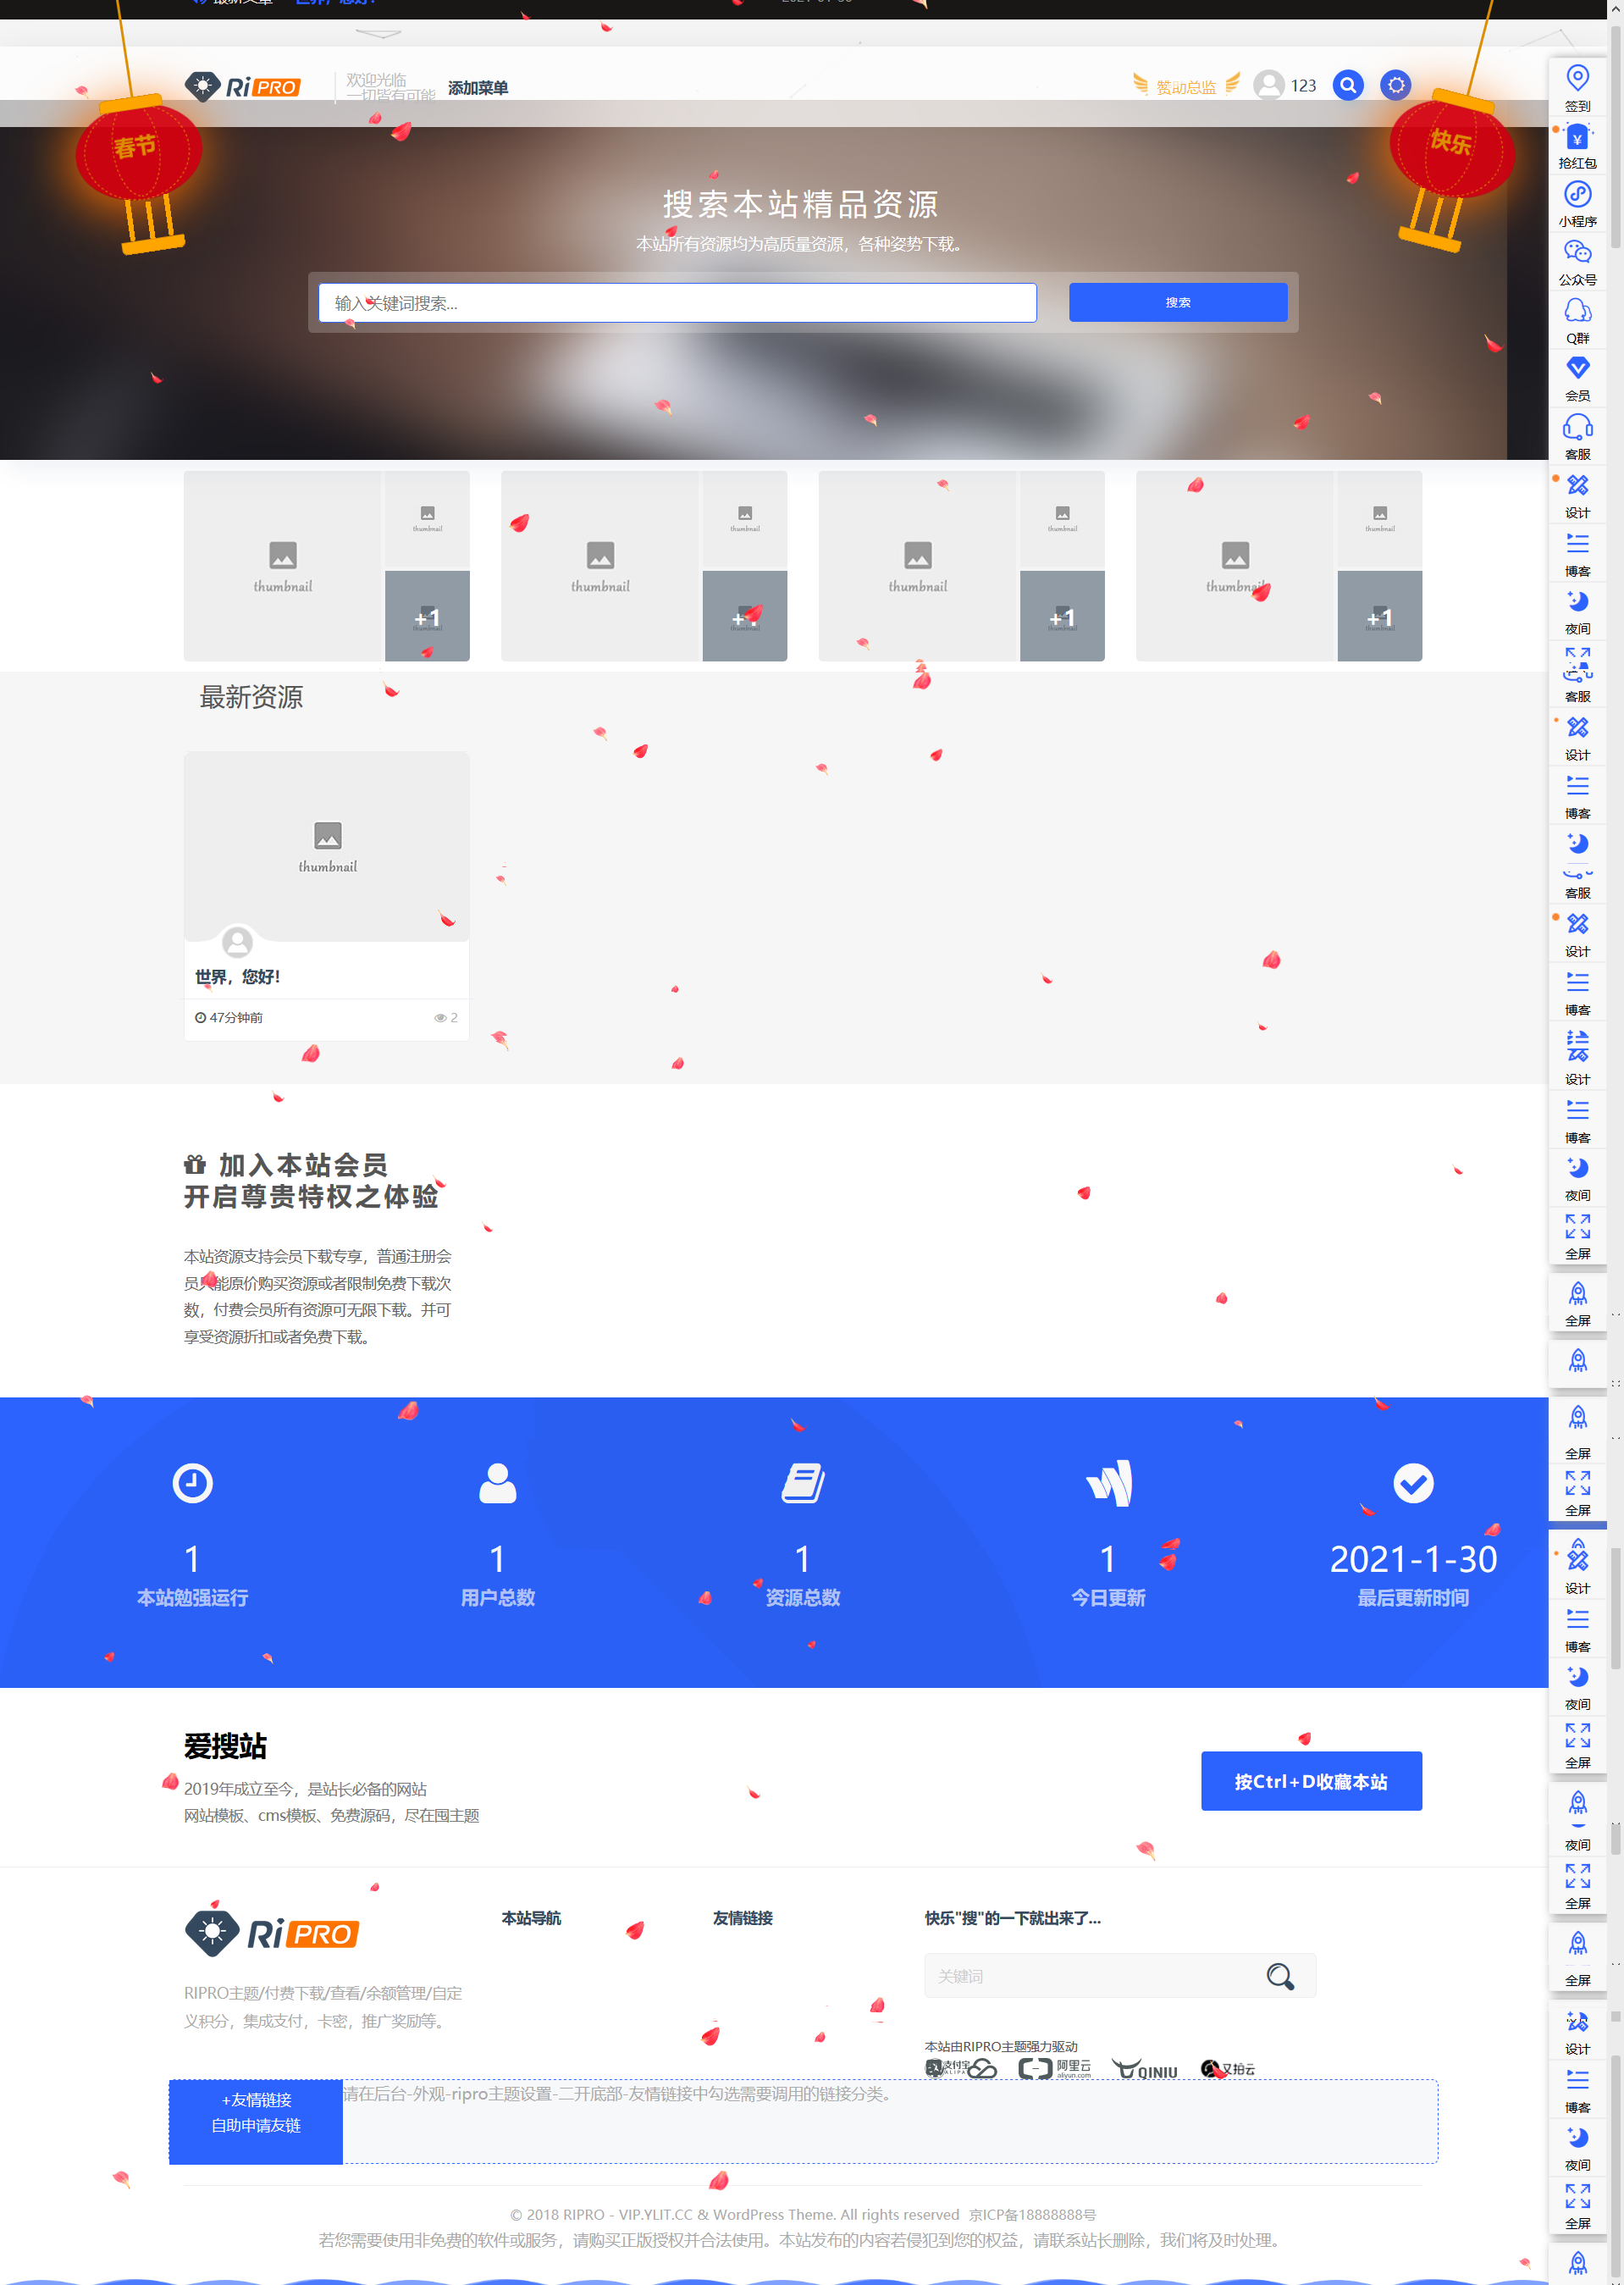 RiPRO
欢迎光临
一切皆有可能
添加菜单
赞助总监
123
春节
快乐
搜索本站精品资源
本站所有资源均为高质量资源，各种姿势下载。
输入关键词搜索...
搜索
thumbnail
thumbnail
+1
thumbnail
thumbnail
+1
thumbnail
thumbnail
+1
thumbnail
thumbnail
+1
最新资源
thumbnail
世界，您好！
47分钟前
2
加入本站会员
开启尊贵特权之体验
本站资源支持会员下载专享，普通注册会
员只能原价购买资源或者限制免费下载次
数，付费会员所有资源可无限下载。并可
享受资源折扣或者免费下载。
1
本站勉强运行
1
用户总数
1
资源总数
1
今日更新
2021-1-30
最后更新时间
爱搜站
2019年成立至今，是站长必备的网站
网站模板、cms模板、免费源码，尽在囤主题
按Ctrl+D收藏本站
RiPRO
RIPRO主题/付费下载/查看/余额管理/自定
义积分，集成支付，卡密，推广奖励等。
本站导航
友情链接
快乐"搜"的一下就出来了...
关键词
本站由RIPRO主题强力驱动
支付宝
阿里云
aliyun.com
QINIU
又拍云
+友情链接
自助申请友链
请在后台-外观-ripro主题设置-二开底部-友情链接中勾选需要调用的链接分类。
© 2018 RIPRO - VIP.YLIT.CC & WordPress Theme. All rights reserved 京ICP备18888888号
若您需要使用非免费的软件或服务，请购买正版授权并合法使用。本站发布的内容若侵犯到您的权益，请联系站长删除，我们将及时处理。
签到
抢红包
小程序
公众号
Q群
会员
客服
设计
博客
夜间
客服
设计
博客
客服
设计
博客
设计
博客
夜间
全屏
全屏
全屏
全屏
设计
博客
夜间
全屏
夜间
全屏
全屏
设计
博客
夜间
全屏